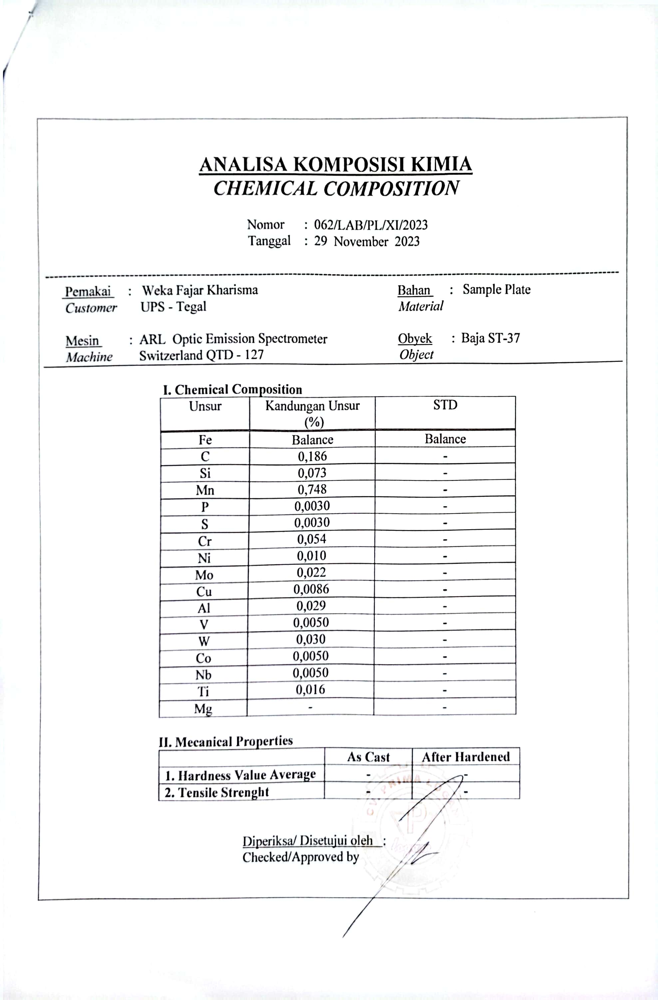 ANALISA KOMPOSISI KIMIA
CHEMICAL COMPOSITION
Nomor : 062/LAB/PL/XI/2023
Tanggal : 29 November 2023
Pemakai : Weka Fajar Kharisma Bahan : Sample Plate
Customer UPS - Tegal Material
Mesin : ARL Optic Emission Spectrometer Obyek : Baja ST-37
Machine Switzerland QTD - 127 Object
I. Chemical Composition
Unsur Kandungan Unsur STD
(%)
Fe Balance Balance
C 0,186 -
Si 0,073 -
Mn 0,748 -
P 0,0030 -
S 0,0030 -
Cr 0,054 -
Ni 0,010 -
Mo 0,022 -
Cu 0,0086 -
Al 0,029 -
V 0,0050 -
W 0,030 -
Co 0,0050 -
Nb 0,0050 -
Ti 0,016 -
Mg - -
II. Mecanical Properties
As Cast After Hardened
1. Hardness Value Average - -
2. Tensile Strenght - -
CV. PRIMA LOGAM
Diperiksa/ Disetujui oleh :
Checked/Approved by